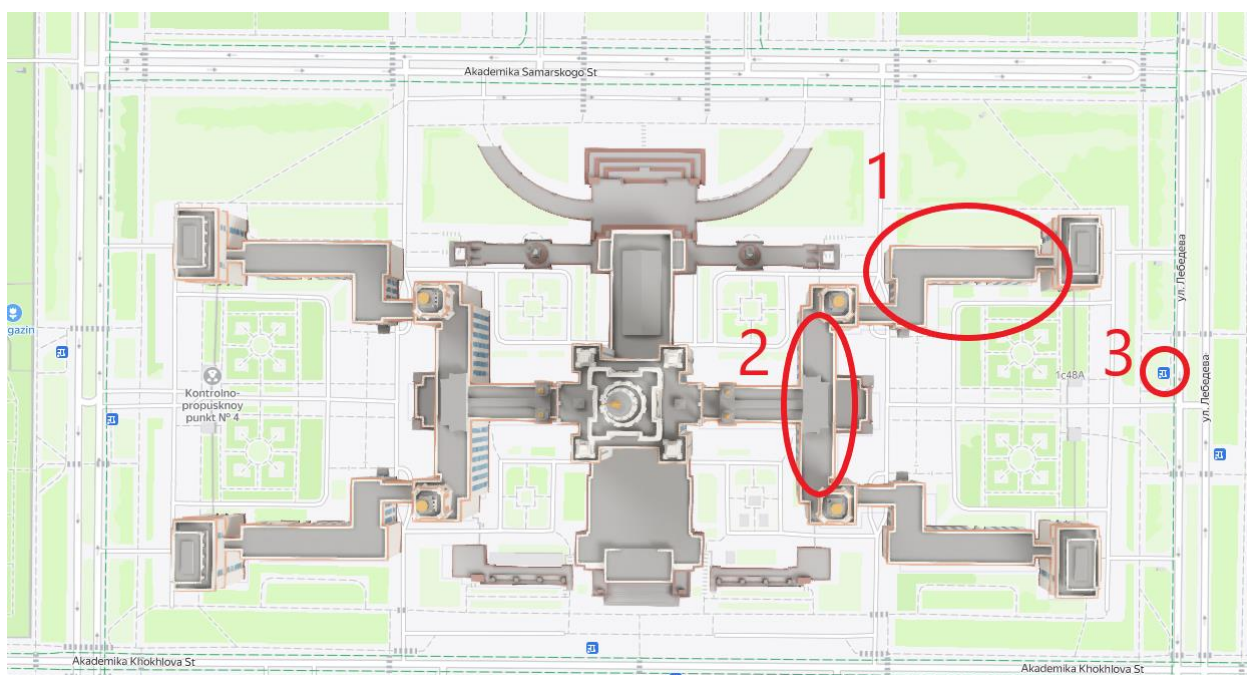 Akademika Samarskogo St
1
ул. Лебедева
gazin
2
3
1с48А
Kontrolno-
propusknoy
punkt № 4
ул. Лебедева
Akademika Khokhlova St
Akademika Khokhlova St